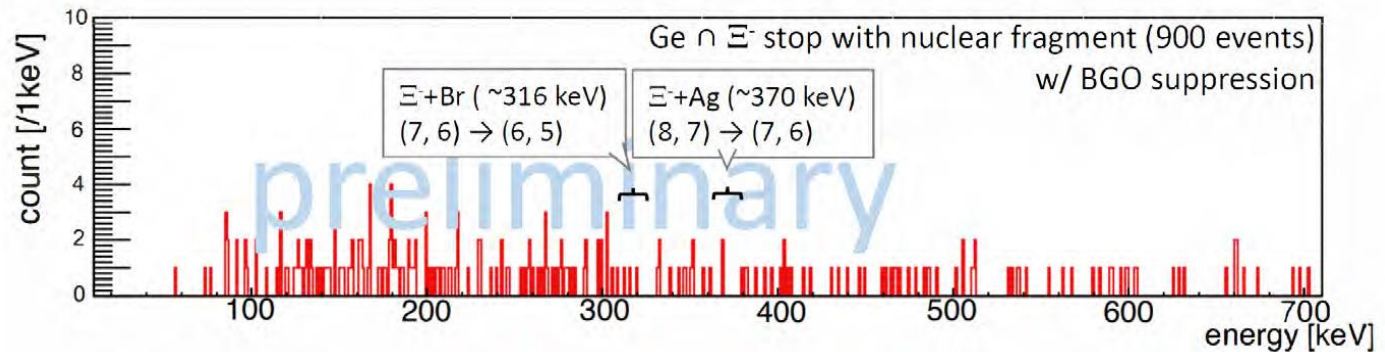 10
Ge ∩ Ξ⁻ stop with nuclear fragment (900 events)
w/ BGO suppression
8
Ξ⁻+Br ( ~316 keV)
(7, 6) → (6, 5)
Ξ⁻+Ag (~370 keV)
(8, 7) → (7, 6)
6
preliminary
4
2
0
count [/1keV]
100 200 300 400 500 600 700
energy [keV]